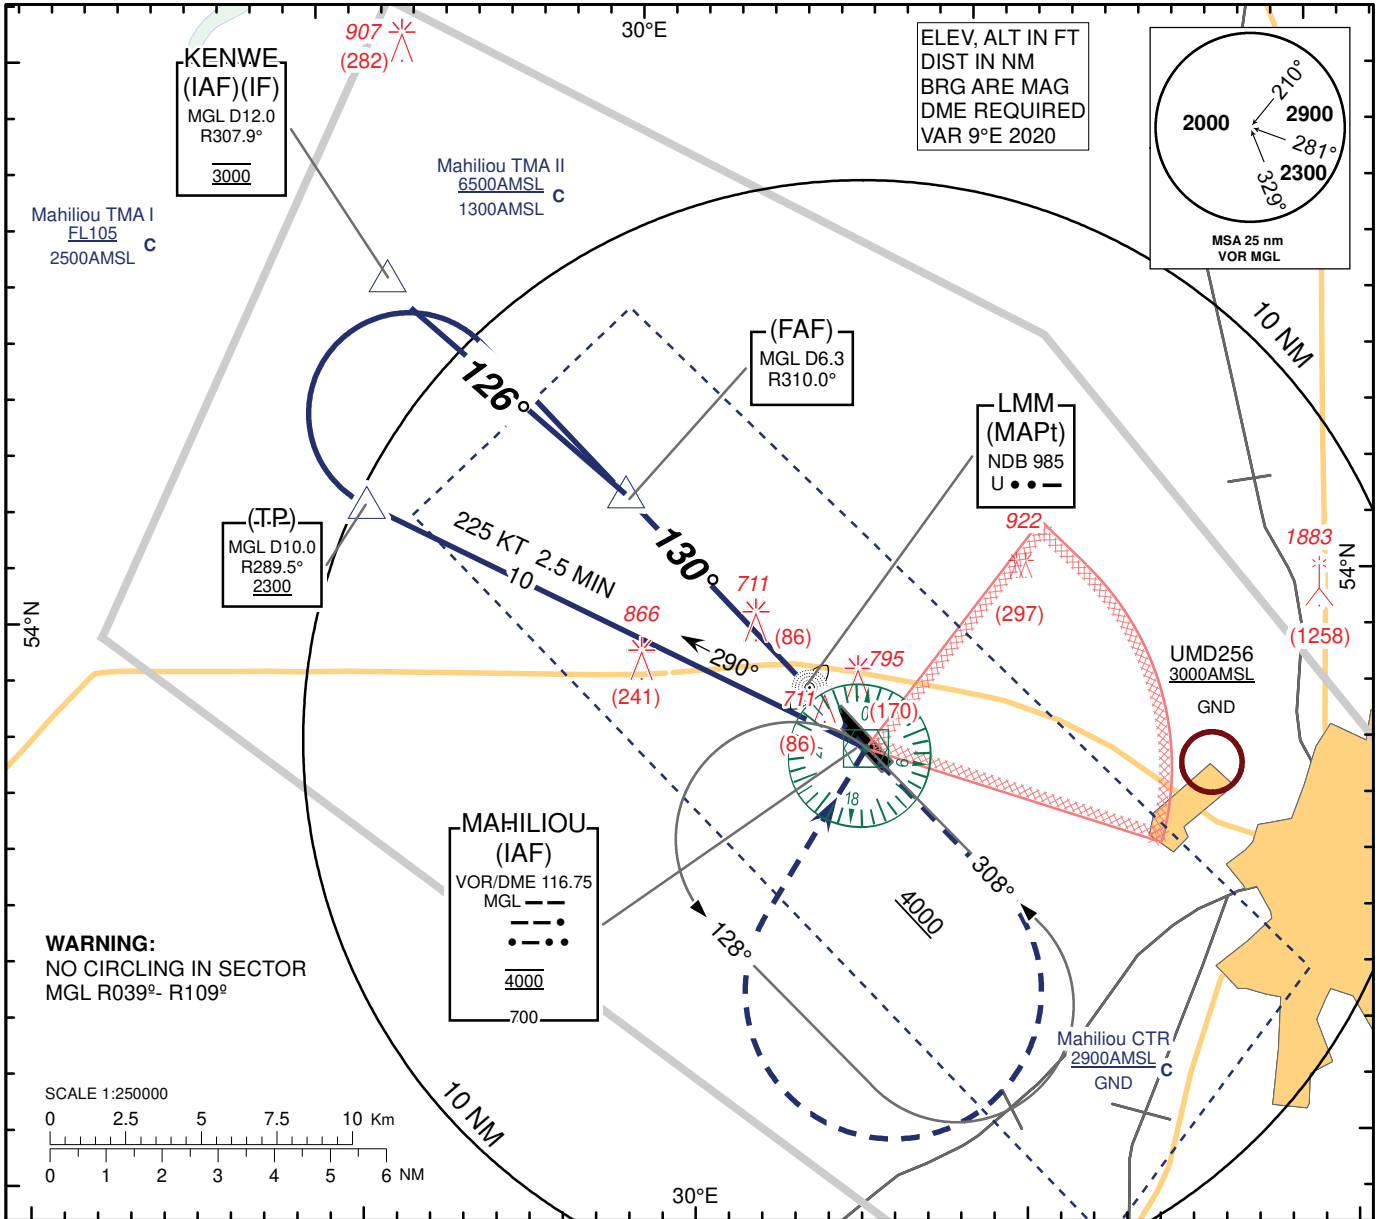 30°E
907
(282)
KENWE
(IAF)(IF)
MGL D12.0
R307.9°
3000
ELEV, ALT IN FT
DIST IN NM
BRG ARE MAG
DME REQUIRED
VAR 9°E 2020
210°
2000
2900
281°
2300
329°
MSA 25 nm
VOR MGL
Mahiliou TMA II
6500AMSL
C
1300AMSL
Mahiliou TMA I
FL105
C
2500AMSL
10 NM
(FAF)
MGL D6.3
R310.0°
126°
LMM
(MAPt)
NDB 985
U
(TP)
MGL D10.0
R289.5°
2300
225 KT 2.5 MIN
10
130°
922
(297)
1883
(1258)
54°N
54°N
711
(86)
866
(241)
290°
795
(170)
711
(86)
0
9
18
27
UMD256
3000AMSL
GND
MAHILIOU
(IAF)
VOR/DME 116.75
MGL
4000
700
308°
4000
128°
WARNING:
NO CIRCLING IN SECTOR
MGL R039º- R109º
Mahiliou CTR
2900AMSL
C
GND
10 NM
SCALE 1:250000
0 2.5 5 7.5 10 Km
0 1 2 3 4 5 6 NM
30°E